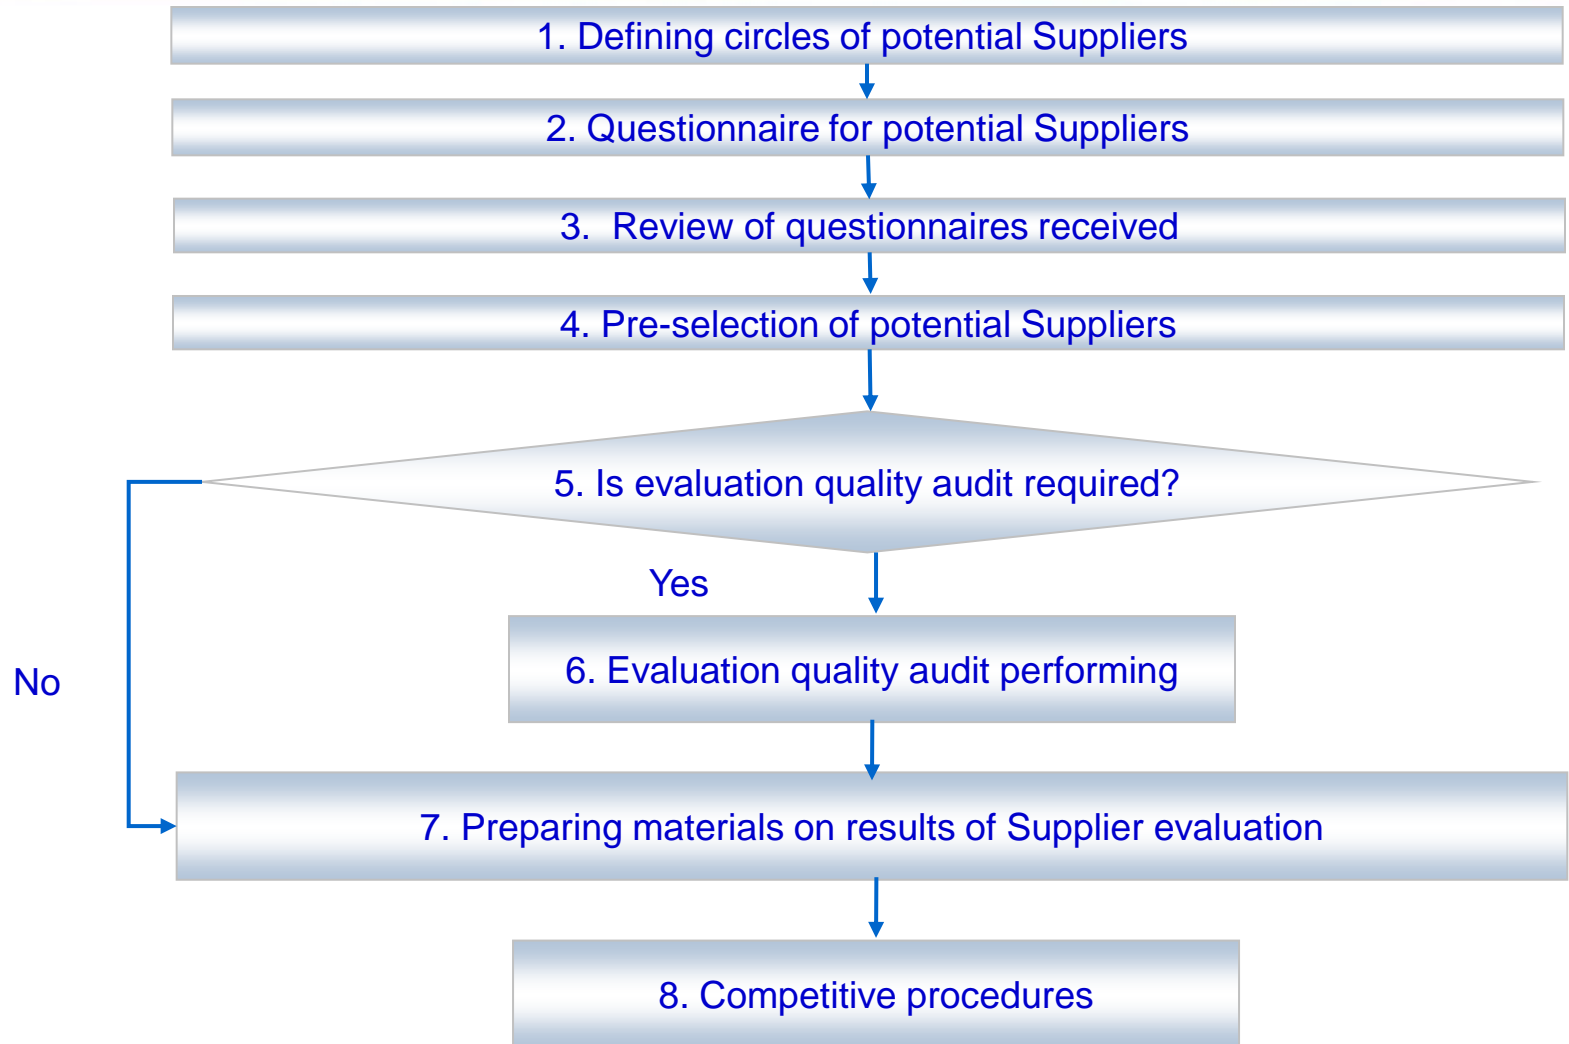 1. Defining circles of potential Suppliers
2. Questionnaire for potential Suppliers
3.  Review of questionnaires received
4. Pre-selection of potential Suppliers
5. Is evaluation quality audit required?
Yes
6. Evaluation quality audit performing
No
7. Preparing materials on results of Supplier evaluation
8. Competitive procedures